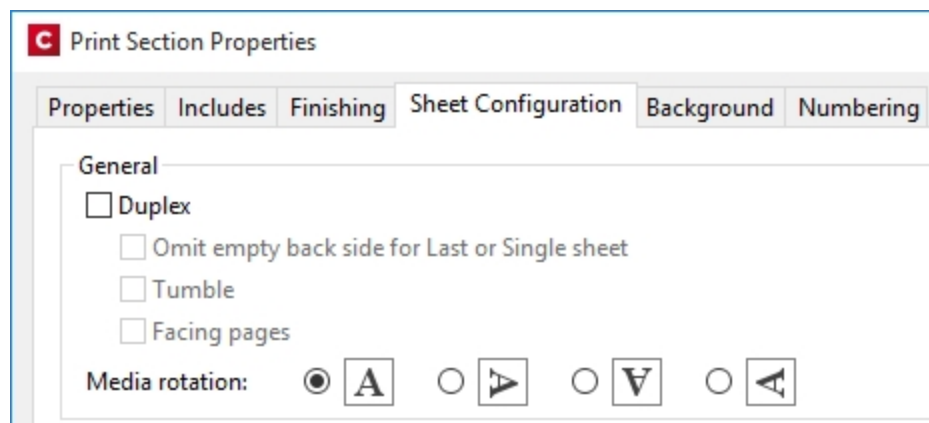 C Print Section Properties
Properties Includes Finishing Sheet Configuration Background Numbering
General
Duplex
Omit empty back side for Last or Single sheet
Tumble
Facing pages
Media rotation: A A A A